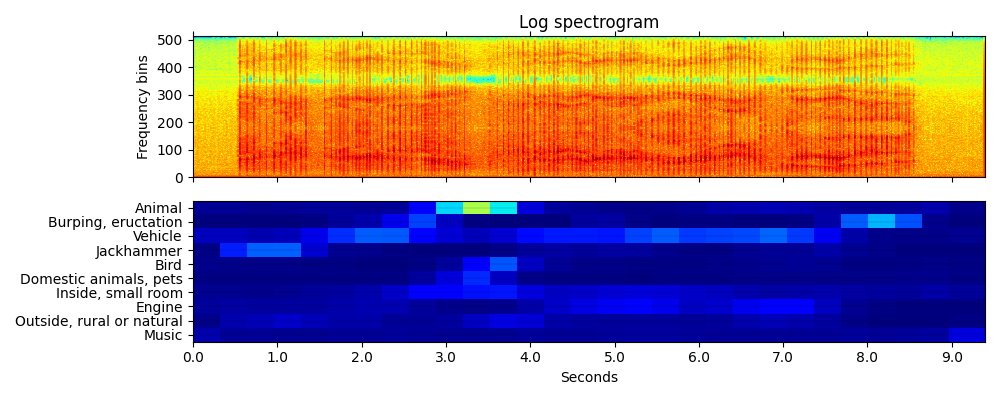 Log spectrogram
500
400
300
200
100
0
Frequency bins
Animal
Burping, eructation
Vehicle
Jackhammer
Bird
Domestic animals, pets
Inside, small room
Engine
Outside, rural or natural
Music
0.0 1.0 2.0 3.0 4.0 5.0 6.0 7.0 8.0 9.0
Seconds